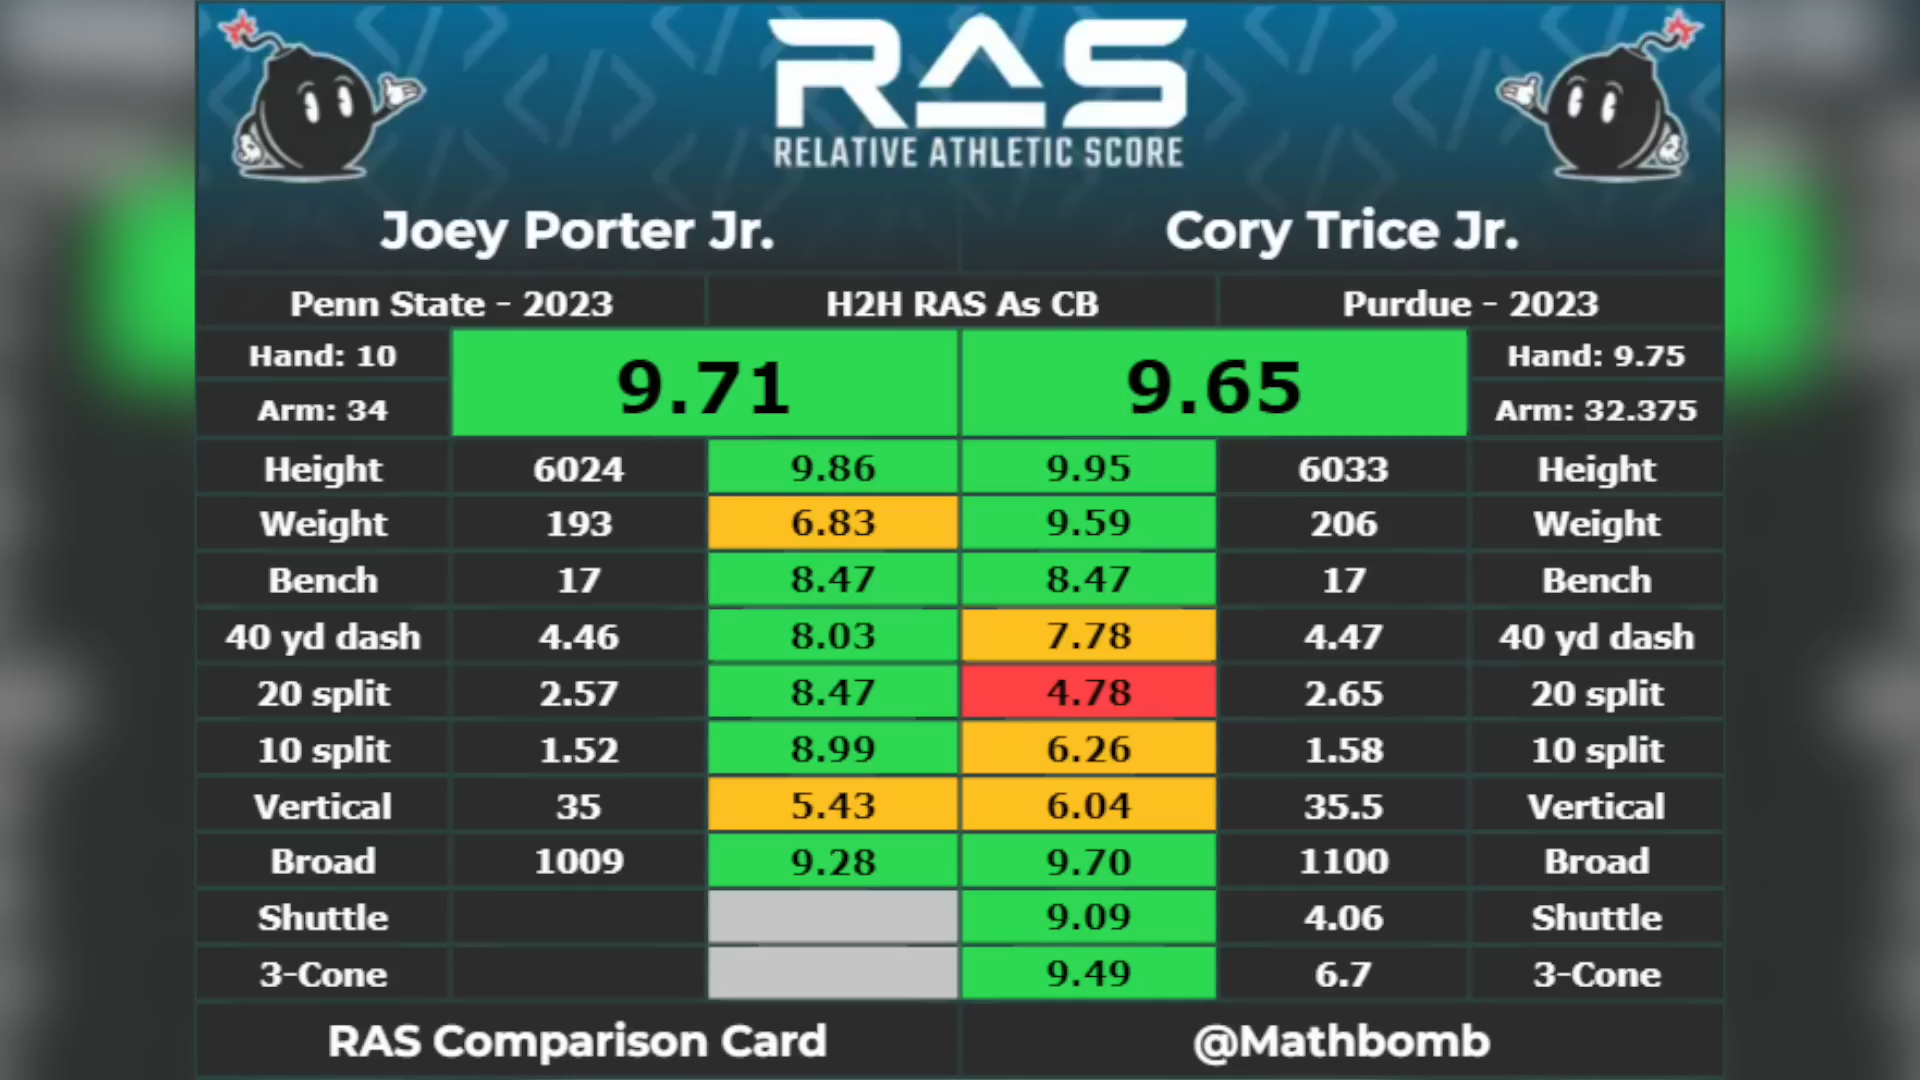 RAS
RELATIVE ATHLETIC SCORE
Joey Porter Jr. Cory Trice Jr.
Penn State - 2023 H2H RAS As CB Purdue - 2023
Hand: 10 9.71 9.65 Hand: 9.75
Arm: 34 Arm: 32.375
Height 6024 9.86 9.95 6033 Height
Weight 193 6.83 9.59 206 Weight
Bench 17 8.47 8.47 17 Bench
40 yd dash 4.46 8.03 7.78 4.47 40 yd dash
20 split 2.57 8.47 4.78 2.65 20 split
10 split 1.52 8.99 6.26 1.58 10 split
Vertical 35 5.43 6.04 35.5 Vertical
Broad 1009 9.28 9.70 1100 Broad
Shuttle 9.09 4.06 Shuttle
3-Cone 9.49 6.7 3-Cone
RAS Comparison Card @Mathbomb